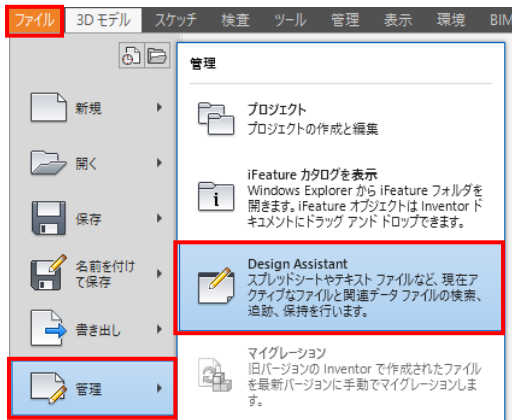 ファイル 3D モデル スケッチ 検査 ツール 管理 表示 環境 BIM
管理
新規
プロジェクト
プロジェクトの作成と編集
開く
iFeature カタログを表示
Windows Explorer から iFeature フォルダを
開きます。iFeature オブジェクトは Inventor ド
キュメントにドラッグ アンド ドロップできます。
保存
名前を付け
て保存
Design Assistant
スプレッドシートやテキスト ファイルなど、現在ア
クティブなファイルと関連データ ファイルの検索、
追跡、保持を行います。
書き出し
マイグレーション
旧バージョンの Inventor で作成されたファイル
を最新バージョンに手動でマイグレーションしま
す。
管理